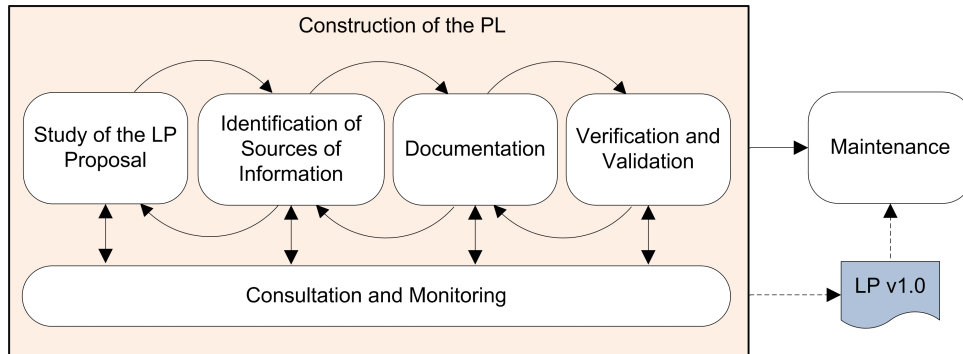 Construction of the PL
Study of the LP
Proposal
Identification of
Sources of
Information
Documentation
Verification and
Validation
Maintenance
Consultation and Monitoring
LP v1.0